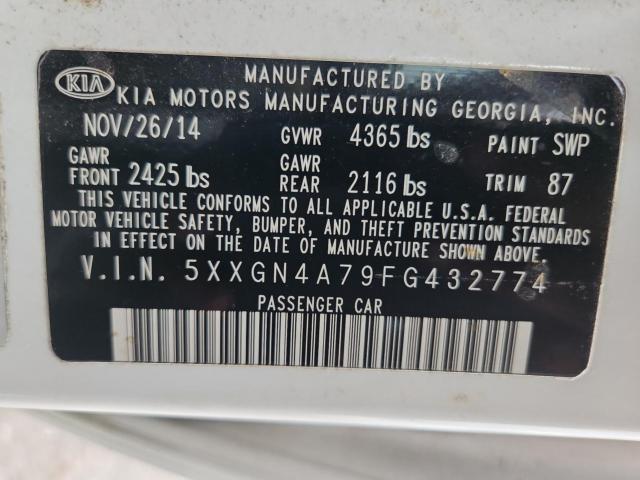 KIA
MANUFACTURED BY
KIA MOTORS MANUFACTURING GEORGIA, INC.
NOV/26/14 GVWR 4365 lbs PAINT SWP
GAWR FRONT 2425 lbs GAWR REAR 2116 lbs TRIM 87
THIS VEHICLE CONFORMS TO ALL APPLICABLE U.S.A. FEDERAL
MOTOR VEHICLE SAFETY, BUMPER, AND THEFT PREVENTION STANDARDS
IN EFFECT ON THE DATE OF MANUFACTURE SHOWN ABOVE.
V.I.N. 5XXGN4A79FG432774
PASSENGER CAR